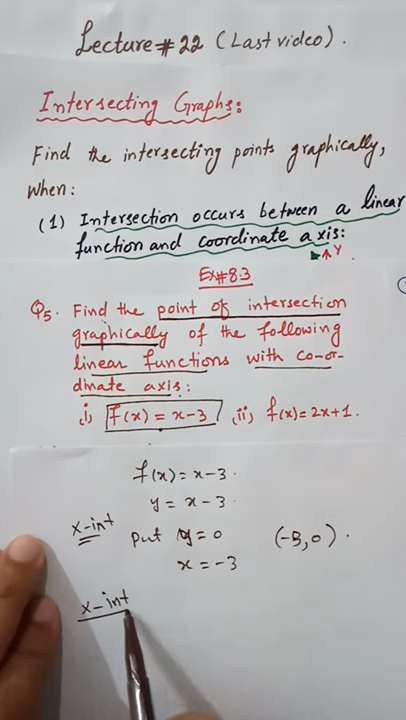 Lecture#22 (Last video).
Intersecting Graphs:
Find the intersecting points graphically,
when:
(1) Intersection occurs between a linear
function and coordinate axis:
Y
Ex#8.3
Q5. Find the point of intersection
graphically of the following
linear functions with co-or-
dinate axis:
i, f(x) = x-3 ,ii, f(x) = 2x+1.
f(x) = x-3.
y = x-3.
x-int put y=0 (-3,0).
x = -3
x-int